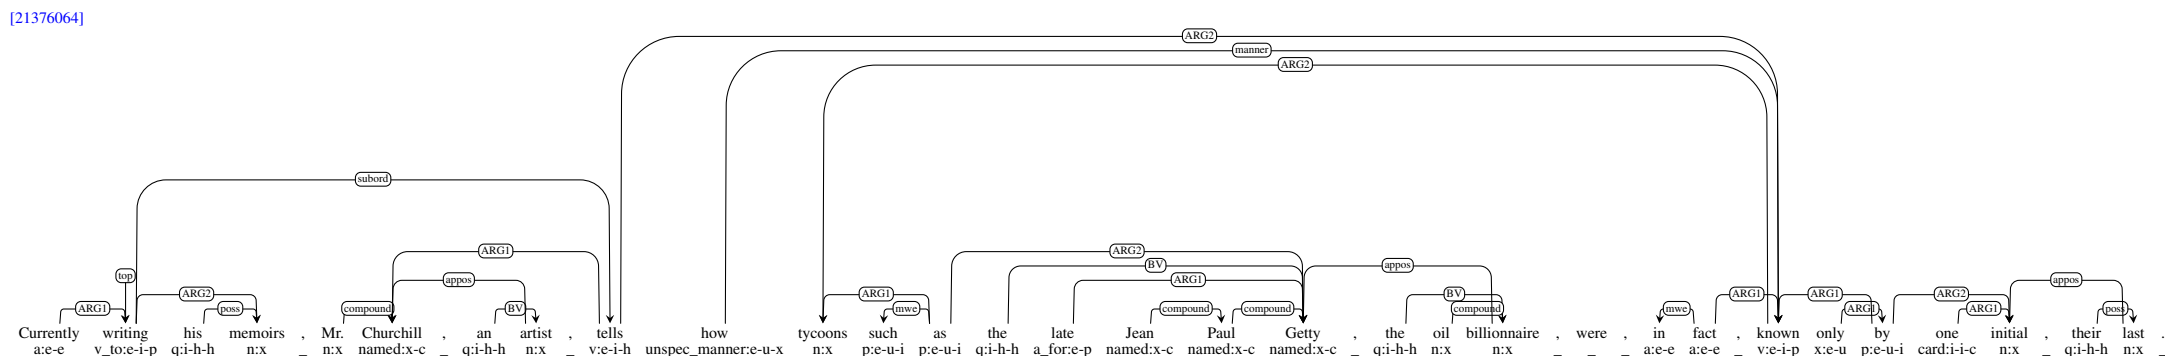 [21376064]
ARG2
manner
ARG2
subord
ARG1 ARG2 BV
top appos ARG1 appos appos
ARG1 ARG2 poss compound BV ARG1 mwe compound compound BV compound mwe ARG1 ARG1 ARG1 ARG2 ARG1 poss
Currently writing his memoirs , Mr. Churchill , an artist , tells how tycoons such as the late Jean Paul Getty , the oil billionnaire , were , in fact , known only by one initial , their last .
a:e-e v_to:e-i-p q:i-h-h n:x _ n:x named:x-c _ q:i-h-h n:x _ v:e-i-h unspec_manner:e-u-x n:x p:e-u-i p:e-u-i q:i-h-h a_for:e-p named:x-c named:x-c named:x-c _ q:i-h-h n:x n:x _ _ _ a:e-e a:e-e _ v:e-i-p x:e-u p:e-u-i card:i-i-c n:x _ q:i-h-h n:x _